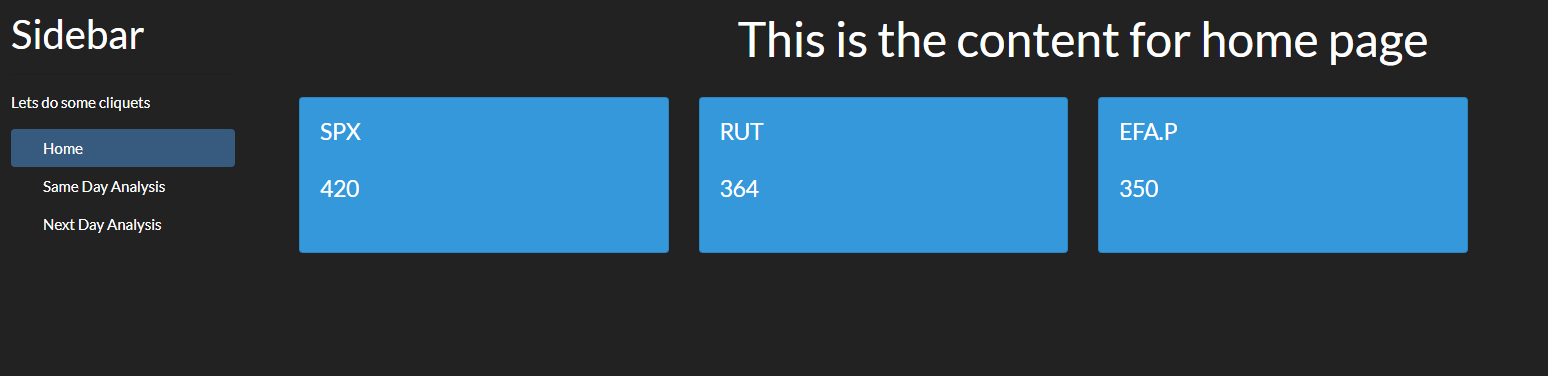 Sidebar
This is the content for home page
Lets do some cliquets
Home
Same Day Analysis
Next Day Analysis
SPX
420
RUT
364
EFA.P
350